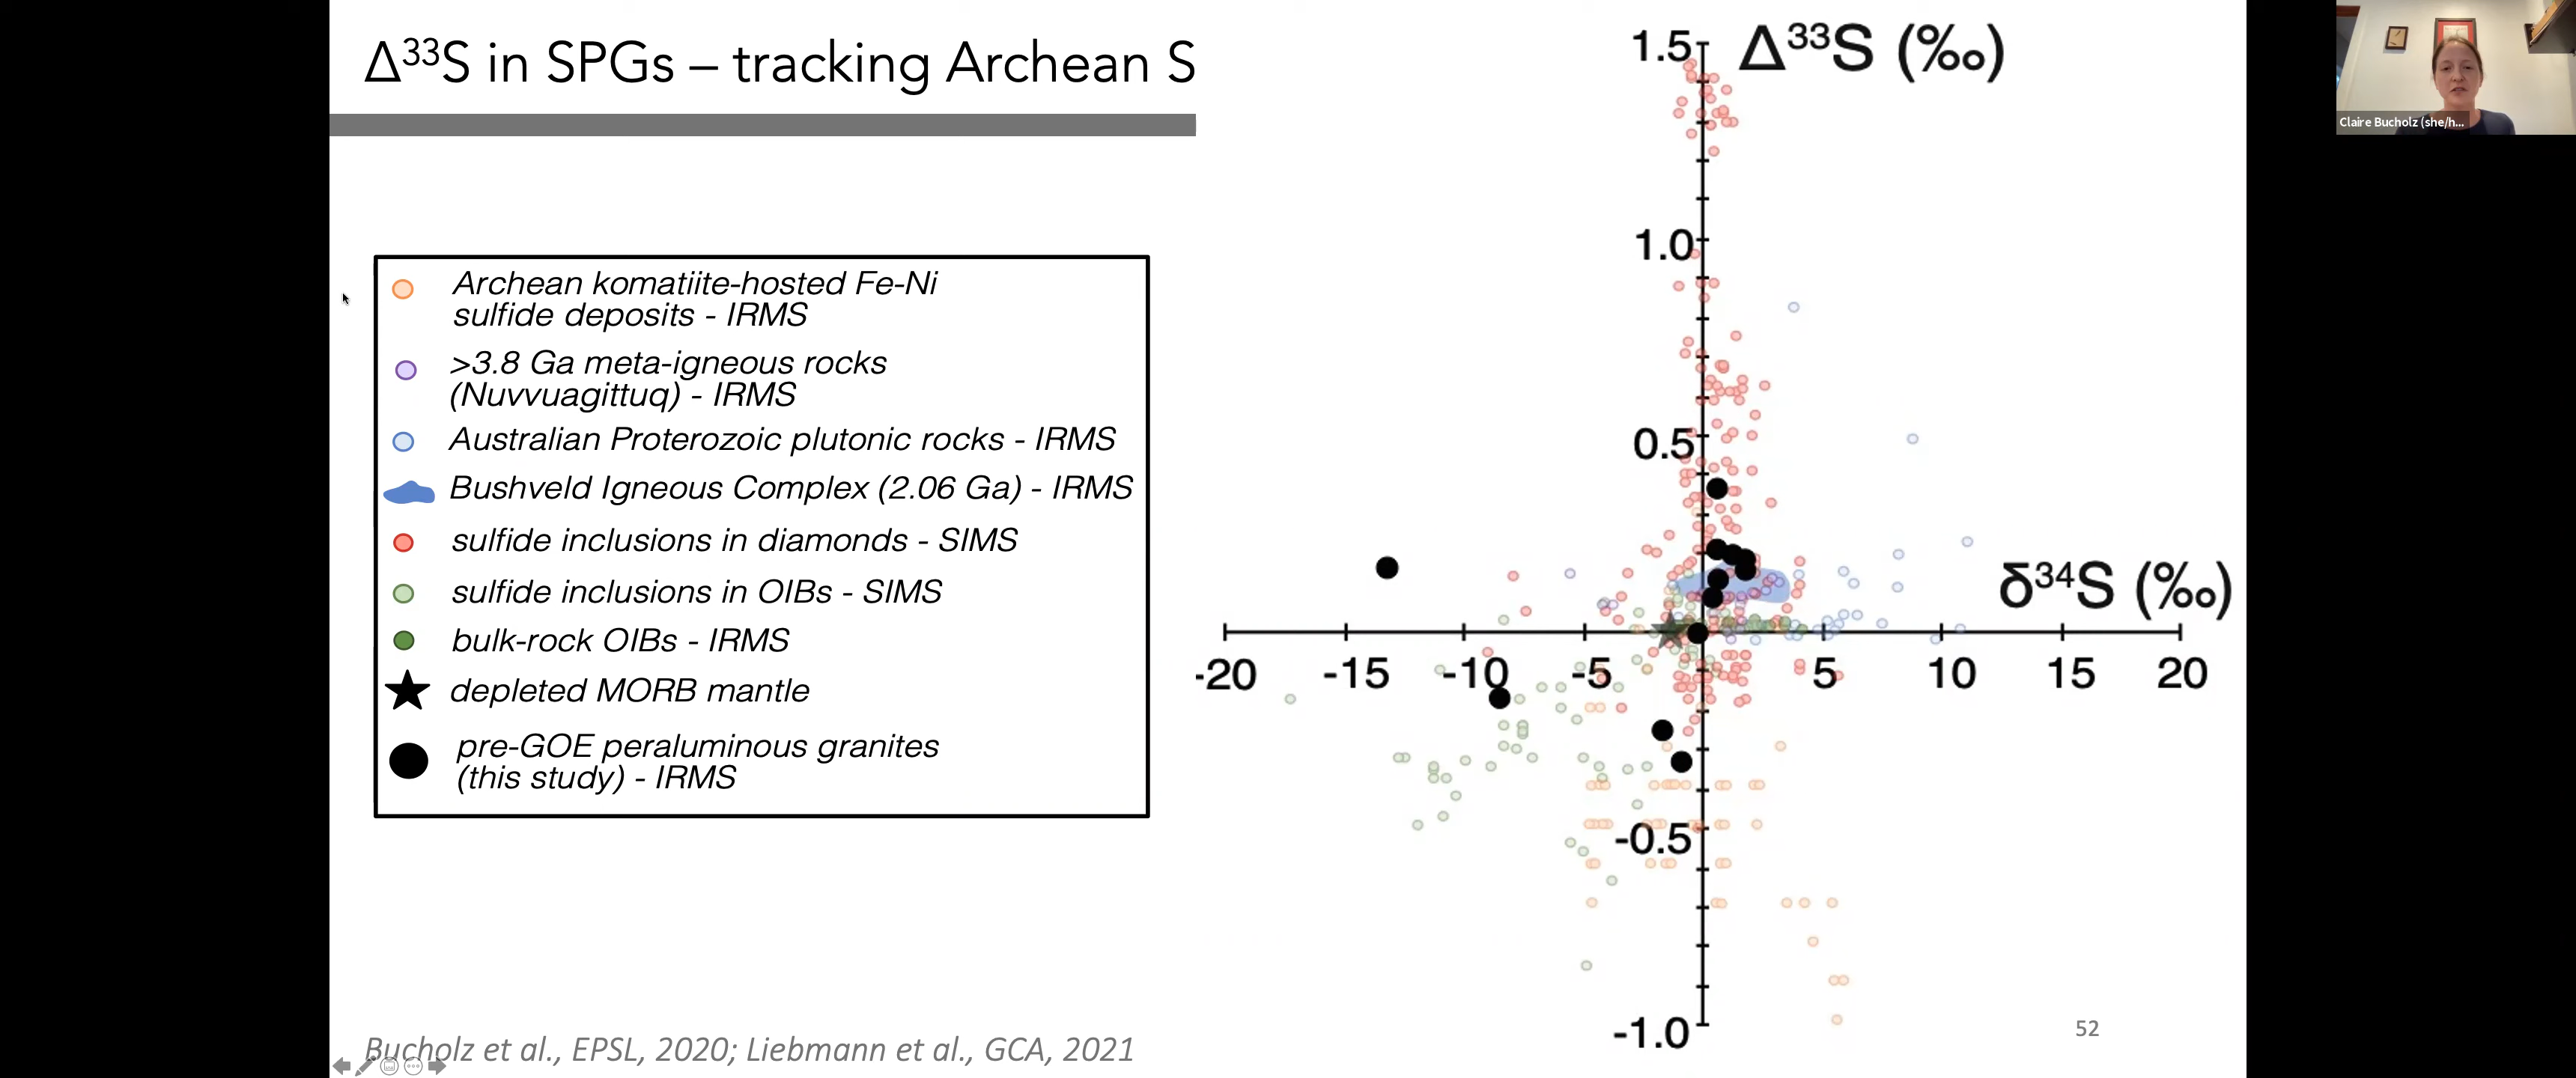 Δ³³S in SPGs – tracking Archean S
Claire Bucholz (she/h...
Archean komatiite-hosted Fe-Ni
sulfide deposits - IRMS
>3.8 Ga meta-igneous rocks
(Nuvvuagittuq) - IRMS
Australian Proterozoic plutonic rocks - IRMS
Bushveld Igneous Complex (2.06 Ga) - IRMS
sulfide inclusions in diamonds - SIMS
sulfide inclusions in OIBs - SIMS
bulk-rock OIBs - IRMS
depleted MORB mantle
pre-GOE peraluminous granites
(this study) - IRMS
Δ³³S (‰)
1.5
1.0
0.5
-0.5
-1.0
δ³⁴S (‰)
-20 -15 -10 -5 5 10 15 20
Bucholz et al., EPSL, 2020; Liebmann et al., GCA, 2021
52